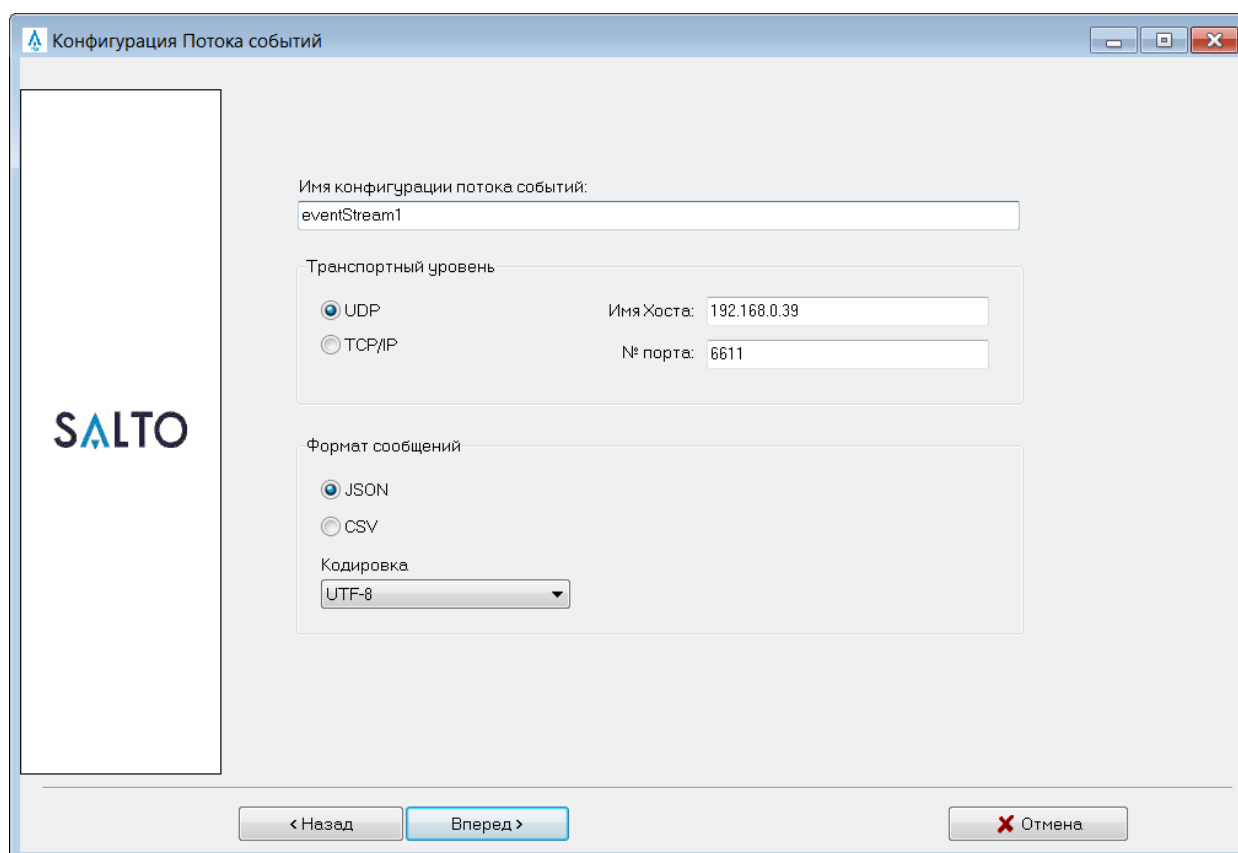 Конфигурация Потока событий
Имя конфигурации потока событий:
eventStream1
Транспортный уровень
UDP
Имя Хоста: 192.168.0.39
TCP/IP
№ порта: 6611
SALTO
Формат сообщений
JSON
CSV
Кодировка
UTF-8
< Назад
Вперед >
Отмена